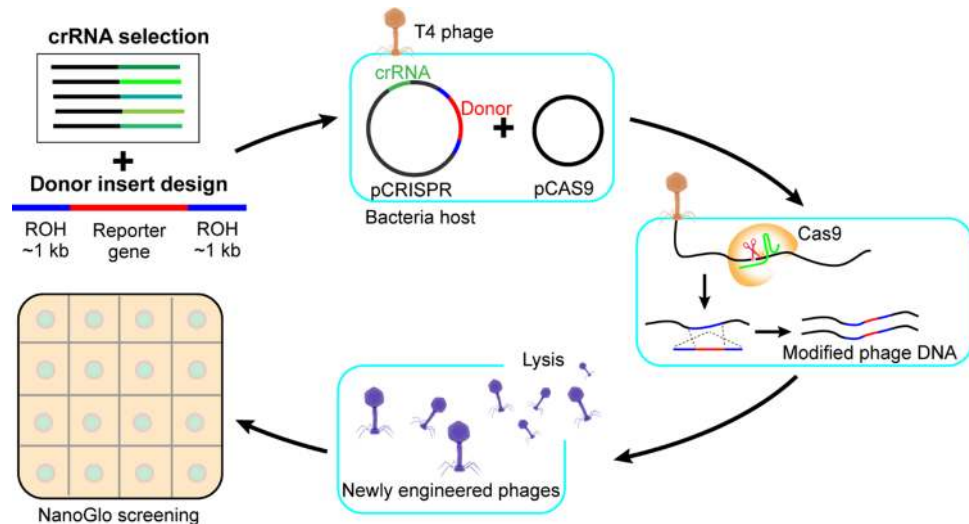 crRNA selection
+
Donor insert design
ROH
~1 kb
Reporter
gene
ROH
~1 kb
T4 phage
crRNA
Donor
+
pCRISPR
pCAS9
Bacteria host
Cas9
Modified phage DNA
Lysis
Newly engineered phages
NanoGlo screening